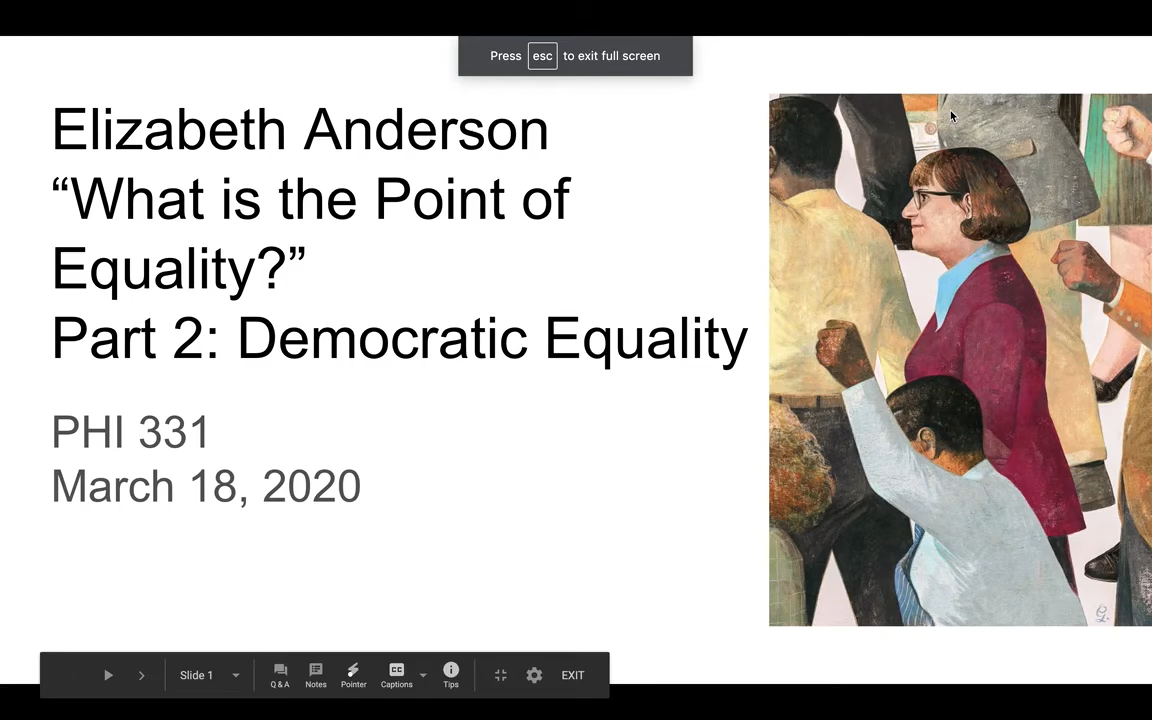 Press esc to exit full screen
Elizabeth Anderson
“What is the Point of
Equality?”
Part 2: Democratic Equality
PHI 331
March 18, 2020
Slide 1
Q & A
Notes
Pointer
CC
Captions
Tips
EXIT